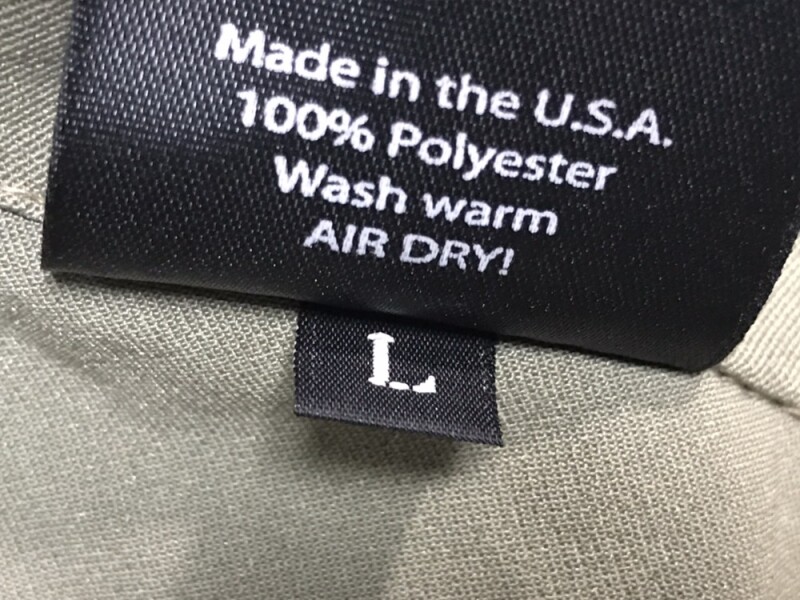 Made in the U.S.A.
100% Polyester
Wash warm
AIR DRY!
L